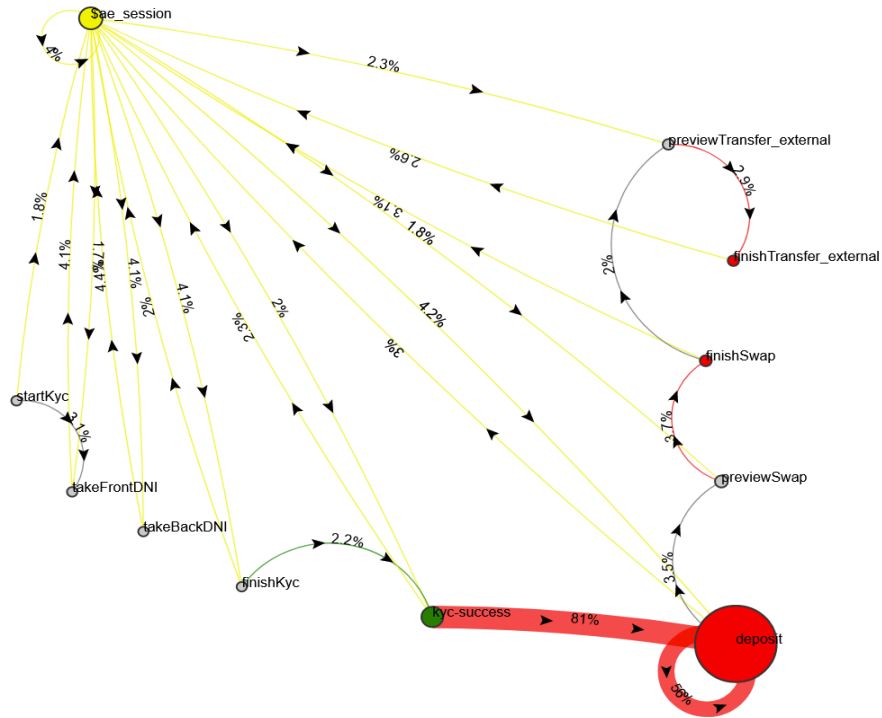 $ae_session
4%
2.3%
previewTransfer_external
2.9%
2.6%
1.8%
3.1%
1.8%
finishTransfer_external
2%
4.1%
1.7%
4.4%
4.1%
2%
4.1%
2.3%
2%
4.2%
3%
finishSwap
startKyc
3.1%
3.7%
takeFrontDNI
previewSwap
takeBackDNI
2.2%
3.5%
finishKyc
kyc-success
81%
deposit
56%